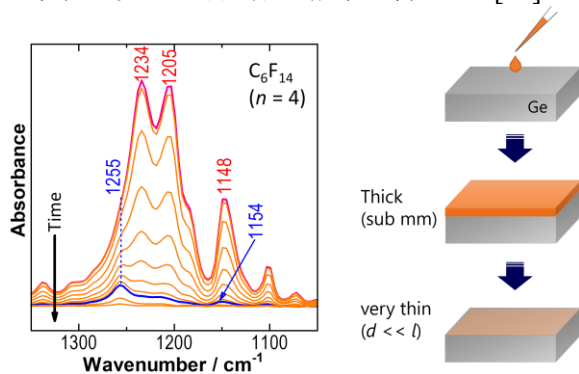 C₆F₁₄
(n = 4)
1234
1205
1255
1148
1154
Absorbance
Time
1300
1200
1100
Wavenumber / cm⁻¹
Ge
Thick
(sub mm)
very thin
(d << l)